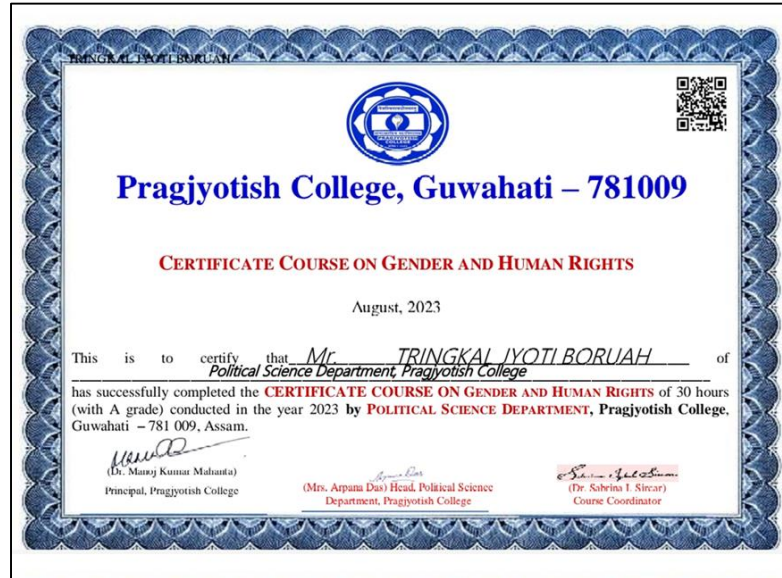 TRINGKAL JYOTI BORUAH
PRAGJYOTISH
COLLEGE
Pragjyotish College, Guwahati – 781009
CERTIFICATE COURSE ON GENDER AND HUMAN RIGHTS
August, 2023
This is to certify that Mr. TRINGKAL JYOTI BORUAH of
Political Science Department, Pragjyotish College
has successfully completed the CERTIFICATE COURSE ON GENDER AND HUMAN RIGHTS of 30 hours
(with A grade) conducted in the year 2023 by POLITICAL SCIENCE DEPARTMENT, Pragjyotish College,
Guwahati – 781 009, Assam.
(Dr. Manoj Kumar Mahanta)
Principal, Pragjyotish College
Arpana Das
(Mrs. Arpana Das) Head, Political Science
Department, Pragjyotish College
(Dr. Sabrina I. Sircar)
Course Coordinator